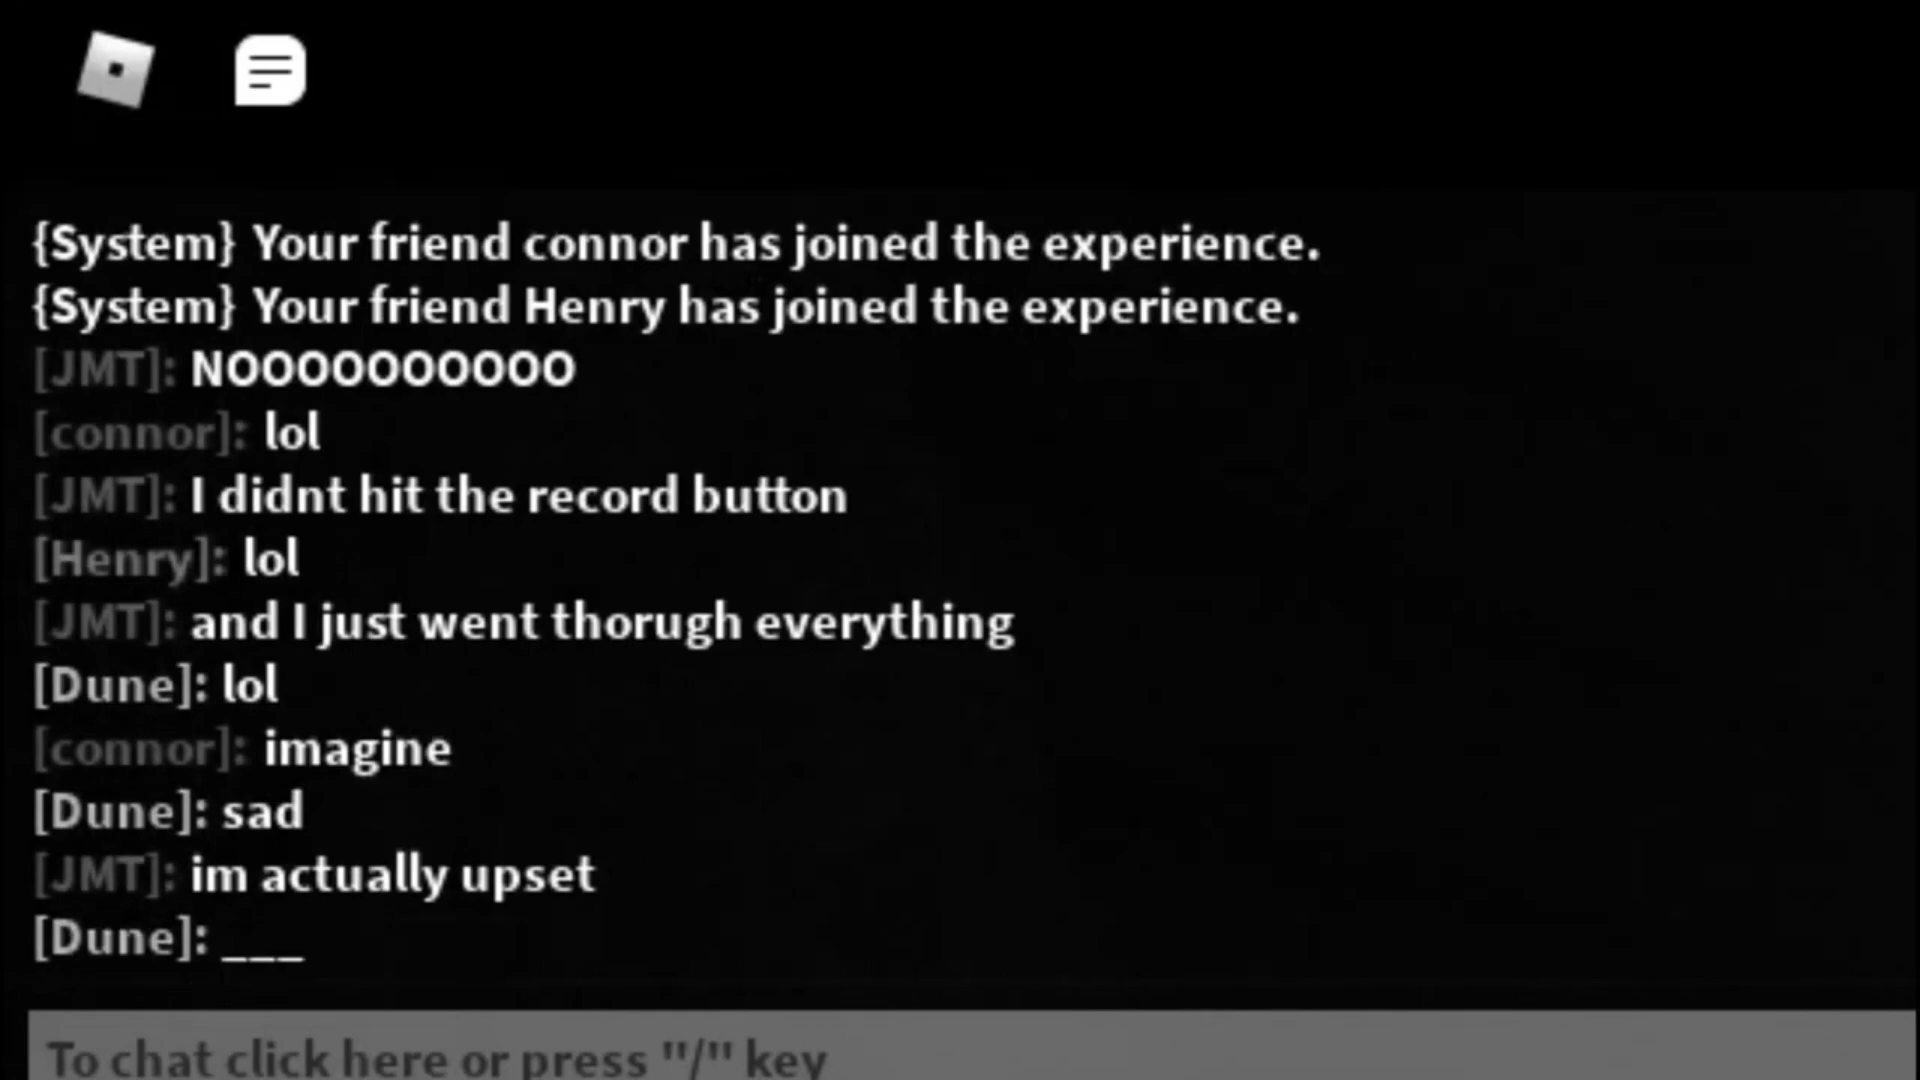 {System} Your friend connor has joined the experience.
{System} Your friend Henry has joined the experience.
[JMT]: NOOOOOOOOOO
[connor]: lol
[JMT]: I didnt hit the record button
[Henry]: lol
[JMT]: and I just went thorugh everything
[Dune]: lol
[connor]: imagine
[Dune]: sad
[JMT]: im actually upset
[Dune]: ___
To chat click here or press "/" key